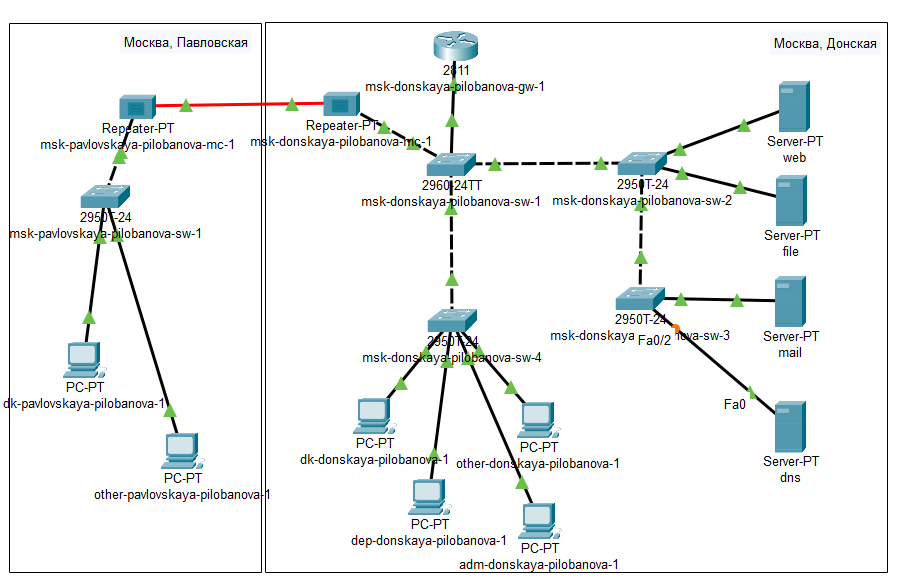 Москва, Павловская
Москва, Донская
2811
msk-donskaya-pilobanova-gw-1
Repeater-PT
msk-pavlovskaya-pilobanova-mc-1
Repeater-PT
msk-donskaya-pilobanova-mc-1
2960-24TT
msk-donskaya-pilobanova-sw-1
2950T-24
msk-donskaya-pilobanova-sw-2
Server-PT
web
2950T-24
msk-pavlovskaya-pilobanova-sw-1
Server-PT
file
2950T-24
msk-donskaya nova-sw-3
Fa0/2
Server-PT
mail
2950T-24
msk-donskaya-pilobanova-sw-4
PC-PT
dk-pavlovskaya-pilobanova-1
Fa0
PC-PT
dk-donskaya-pilobanova-1
PC-PT
other-donskaya-pilobanova-1
Server-PT
dns
PC-PT
other-pavlovskaya-pilobanova-1
PC-PT
dep-donskaya-pilobanova-1
PC-PT
adm-donskaya-pilobanova-1